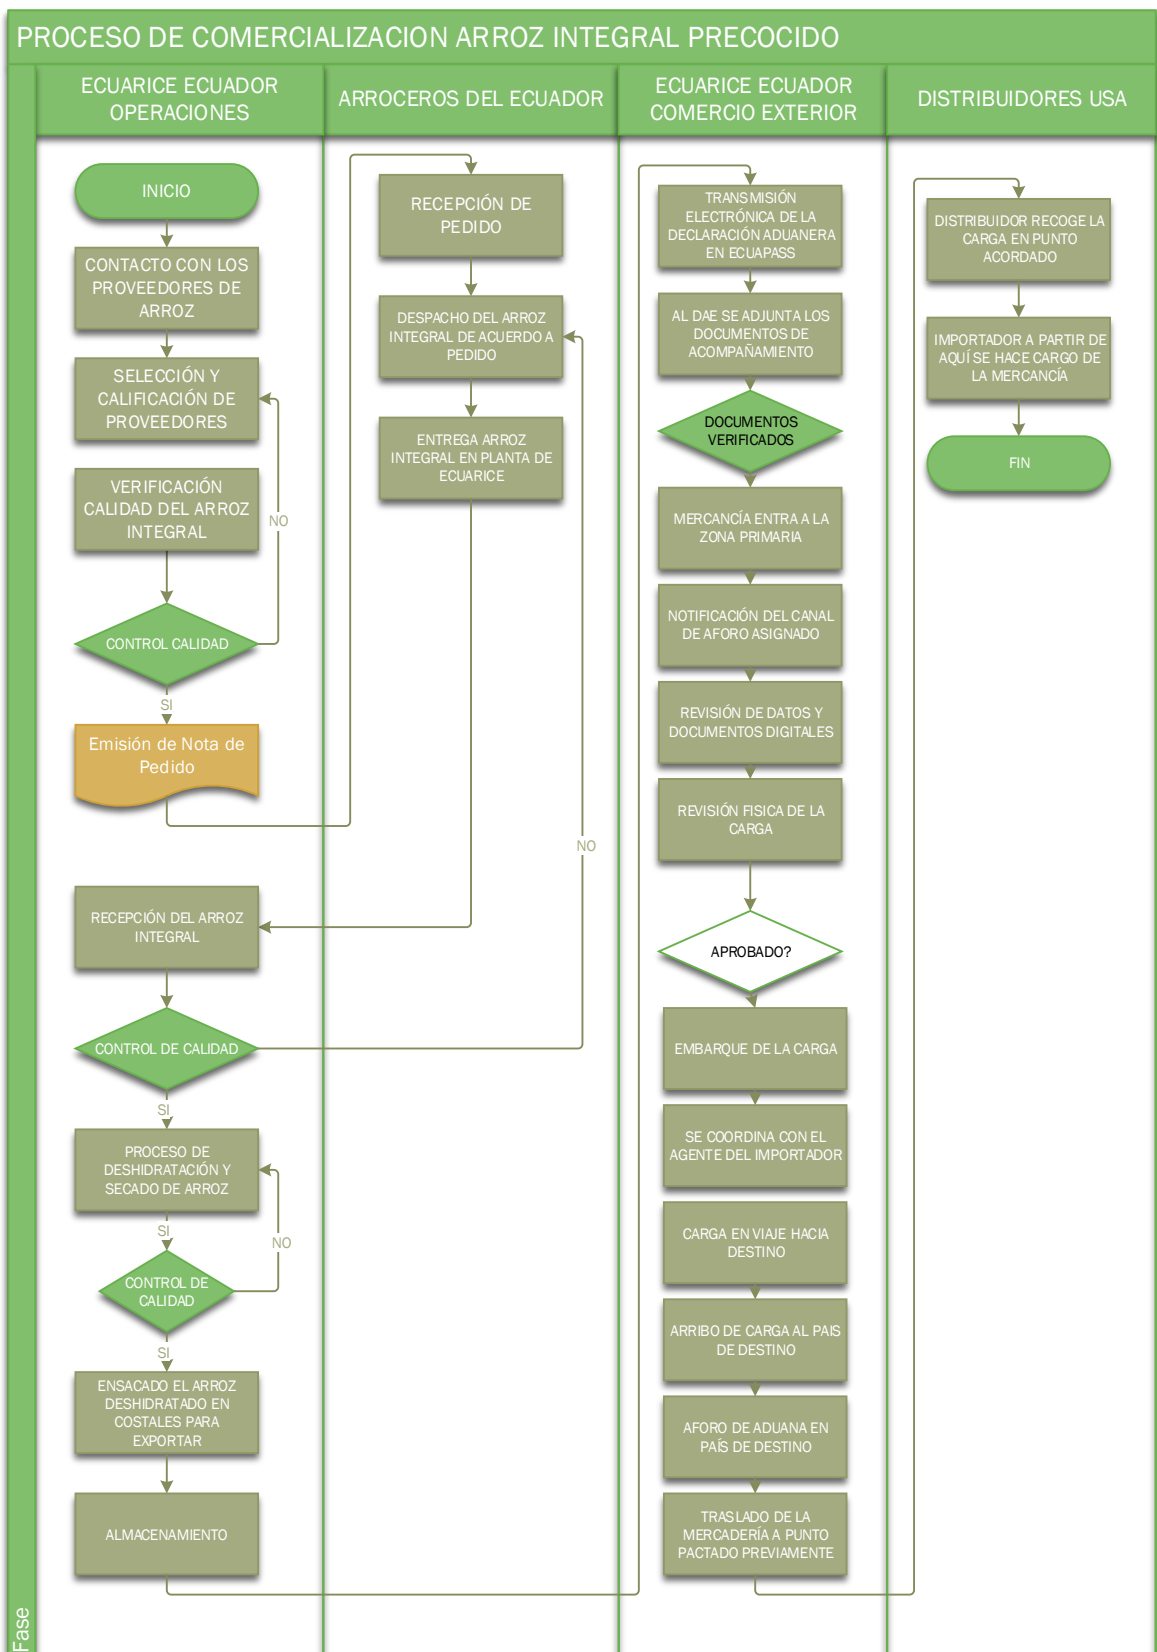 PROCESO DE COMERCIALIZACION ARROZ INTEGRAL PRECOCIDO
ECUARICE ECUADOR
OPERACIONES
ARROCEROS DEL ECUADOR
ECUARICE ECUADOR
COMERCIO EXTERIOR
DISTRIBUIDORES USA
Fase
INICIO
CONTACTO CON LOS
PROVEEDORES DE
ARROZ
SELECCIÓN Y
CALIFICACIÓN DE
PROVEEDORES
VERIFICACIÓN
CALIDAD DEL ARROZ
INTEGRAL
NO
CONTROL CALIDAD
SI
Emisión de Nota de
Pedido
RECEPCIÓN DEL ARROZ
INTEGRAL
CONTROL DE CALIDAD
SI
PROCESO DE
DESHIDRATACIÓN Y
SECADO DE ARROZ
SI
NO
CONTROL DE
CALIDAD
SI
ENSACADO EL ARROZ
DESHIDRATADO EN
COSTALES PARA
EXPORTAR
ALMACENAMIENTO
RECEPCIÓN DE
PEDIDO
DESPACHO DEL ARROZ
INTEGRAL DE ACUERDO A
PEDIDO
ENTREGA ARROZ
INTEGRAL EN PLANTA DE
ECUARICE
NO
TRANSMISIÓN
ELECTRÓNICA DE LA
DECLARACIÓN ADUANERA
EN ECUAPASS
AL DAE SE ADJUNTA LOS
DOCUMENTOS DE
ACOMPAÑAMIENTO
DOCUMENTOS
VERIFICADOS
MERCANCÍA ENTRA A LA
ZONA PRIMARIA
NOTIFICACIÓN DEL CANAL
DE AFORO ASIGNADO
REVISIÓN DE DATOS Y
DOCUMENTOS DIGITALES
REVISIÓN FISICA DE LA
CARGA
APROBADO?
EMBARQUE DE LA CARGA
SE COORDINA CON EL
AGENTE DEL IMPORTADOR
CARGA EN VIAJE HACIA
DESTINO
ARRIBO DE CARGA AL PAIS
DE DESTINO
AFORO DE ADUANA EN
PAÍS DE DESTINO
TRASLADO DE LA
MERCADERÍA A PUNTO
PACTADO PREVIAMENTE
DISTRIBUIDOR RECOGE LA
CARGA EN PUNTO
ACORDADO
IMPORTADOR A PARTIR DE
AQUÍ SE HACE CARGO DE
LA MERCANCÍA
FIN